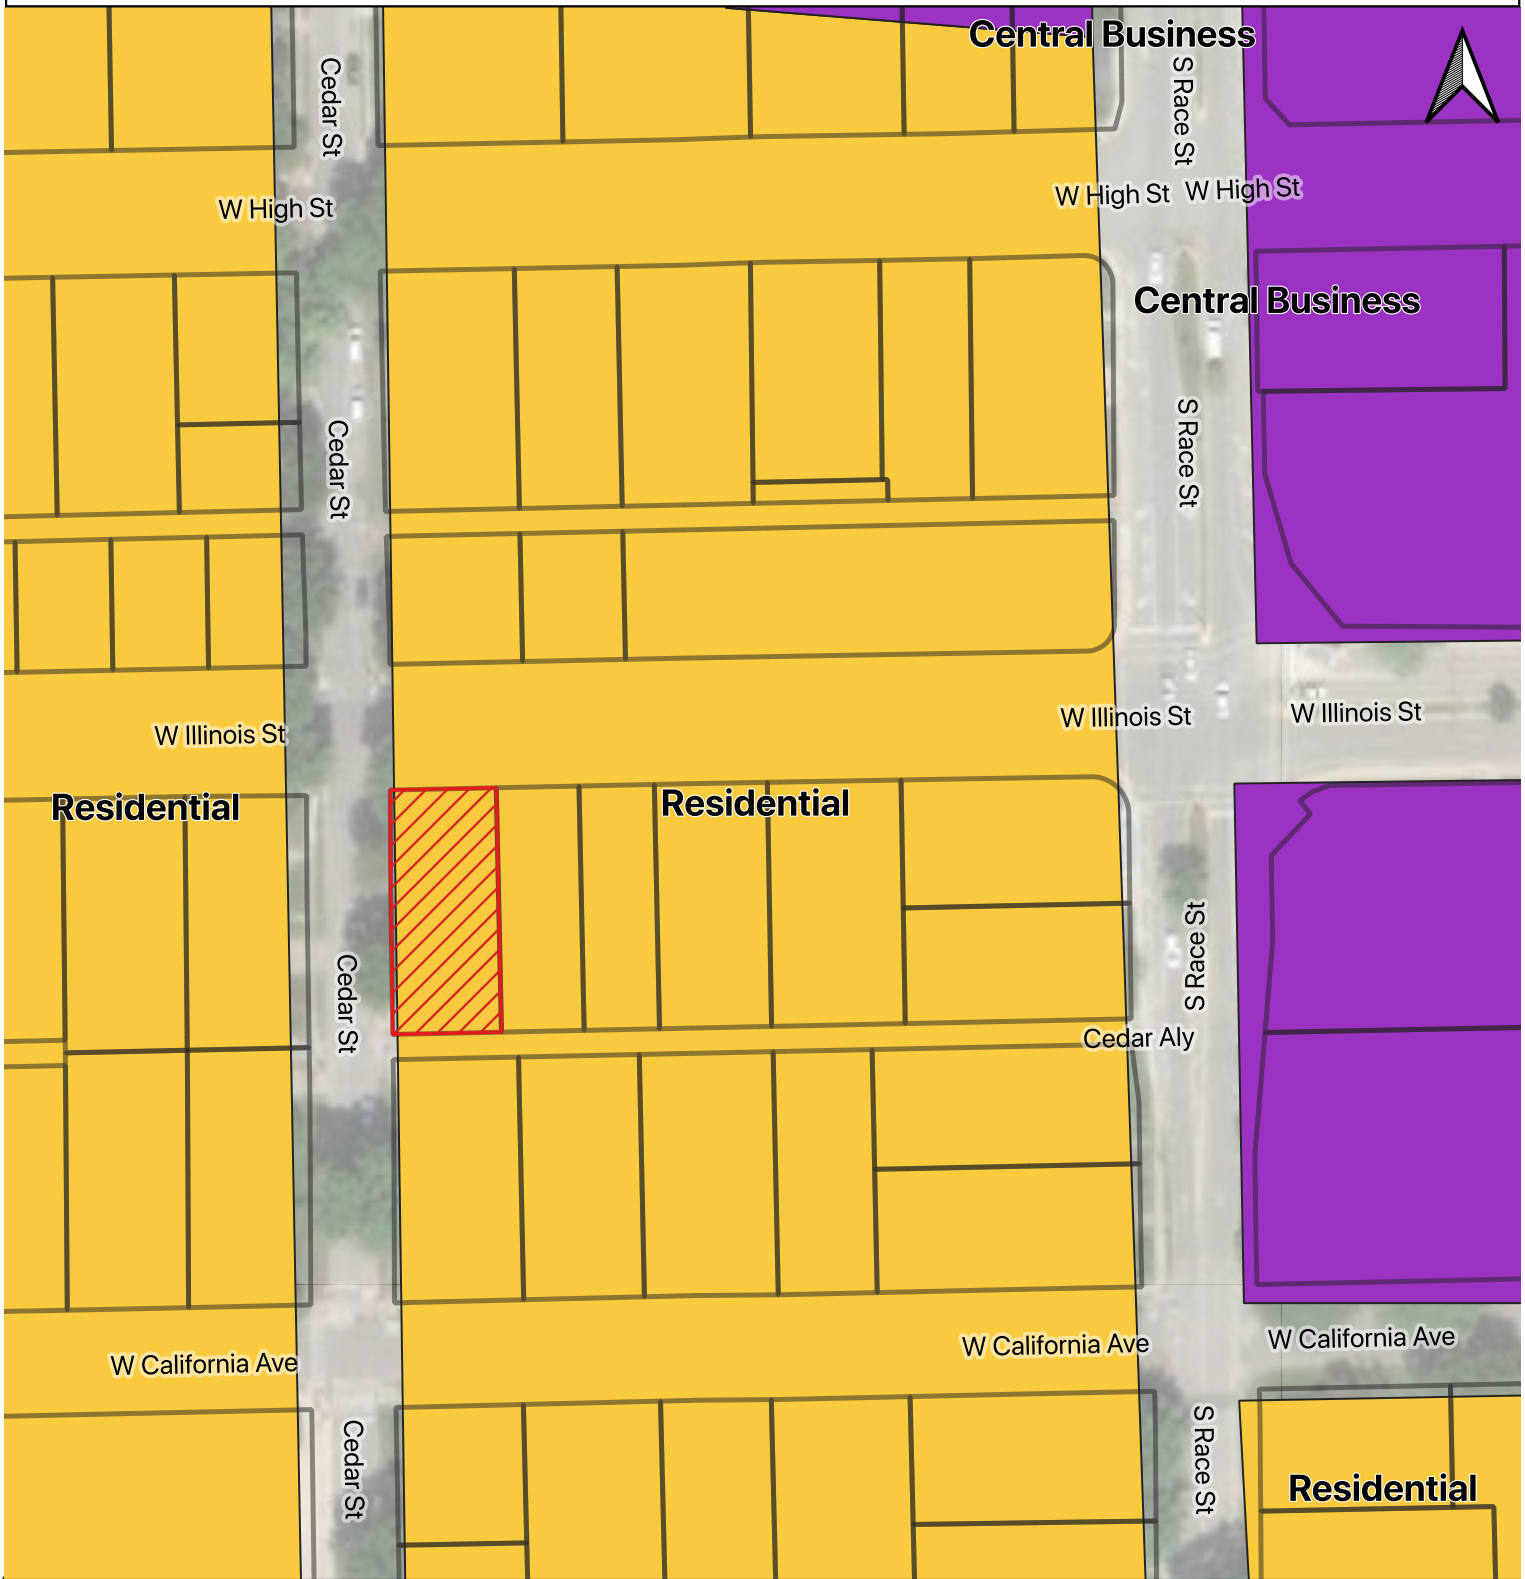 Central Business
Cedar St
S Race St
W High St
W High St
W High St
Central Business
Cedar St
S Race St
W Illinois St
W Illinois St
W Illinois St
Residential
Residential
Cedar St
S Race St
Cedar Aly
W California Ave
W California Ave
W California Ave
Cedar St
S Race St
Residential